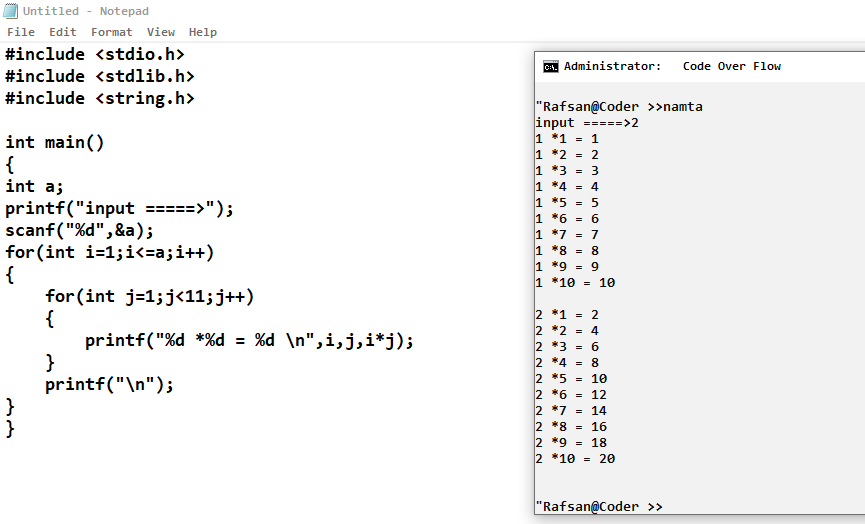 Untitled - Notepad
File Edit Format View Help
#include <stdio.h>
#include <stdlib.h>
#include <string.h>
int main()
{
int a;
printf("input =====>");
scanf("%d",&a);
for(int i=1;i<=a;i++)
{
    for(int j=1;j<11;j++)
    {
        printf("%d *%d = %d \n",i,j,i*j);
    }
    printf("\n");
}
}
Administrator:   Code Over Flow
"Rafsan@Coder >>namta
input =====>2
1 *1 = 1
1 *2 = 2
1 *3 = 3
1 *4 = 4
1 *5 = 5
1 *6 = 6
1 *7 = 7
1 *8 = 8
1 *9 = 9
1 *10 = 10
2 *1 = 2
2 *2 = 4
2 *3 = 6
2 *4 = 8
2 *5 = 10
2 *6 = 12
2 *7 = 14
2 *8 = 16
2 *9 = 18
2 *10 = 20
"Rafsan@Coder >>